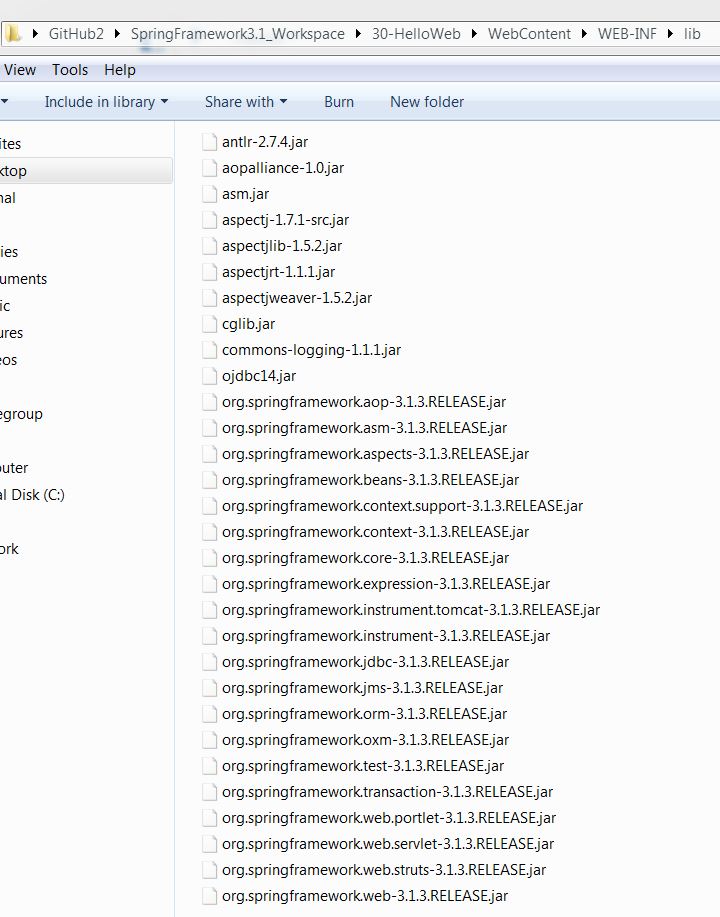 GitHub2 SpringFramework3.1_Workspace 30-HelloWeb WebContent WEB-INF lib
View Tools Help
Include in library Share with Burn New folder
ites
ktop
nal
ies
uments
ic
ures
eos
egroup
outer
al Disk (C:)
ork
antlr-2.7.4.jar
aopalliance-1.0.jar
asm.jar
aspectj-1.7.1-src.jar
aspectjlib-1.5.2.jar
aspectjrt-1.1.1.jar
aspectjweaver-1.5.2.jar
cglib.jar
commons-logging-1.1.1.jar
ojdbc14.jar
org.springframework.aop-3.1.3.RELEASE.jar
org.springframework.asm-3.1.3.RELEASE.jar
org.springframework.aspects-3.1.3.RELEASE.jar
org.springframework.beans-3.1.3.RELEASE.jar
org.springframework.context.support-3.1.3.RELEASE.jar
org.springframework.context-3.1.3.RELEASE.jar
org.springframework.core-3.1.3.RELEASE.jar
org.springframework.expression-3.1.3.RELEASE.jar
org.springframework.instrument.tomcat-3.1.3.RELEASE.jar
org.springframework.instrument-3.1.3.RELEASE.jar
org.springframework.jdbc-3.1.3.RELEASE.jar
org.springframework.jms-3.1.3.RELEASE.jar
org.springframework.orm-3.1.3.RELEASE.jar
org.springframework.oxm-3.1.3.RELEASE.jar
org.springframework.test-3.1.3.RELEASE.jar
org.springframework.transaction-3.1.3.RELEASE.jar
org.springframework.web.portlet-3.1.3.RELEASE.jar
org.springframework.web.servlet-3.1.3.RELEASE.jar
org.springframework.web.struts-3.1.3.RELEASE.jar
org.springframework.web-3.1.3.RELEASE.jar